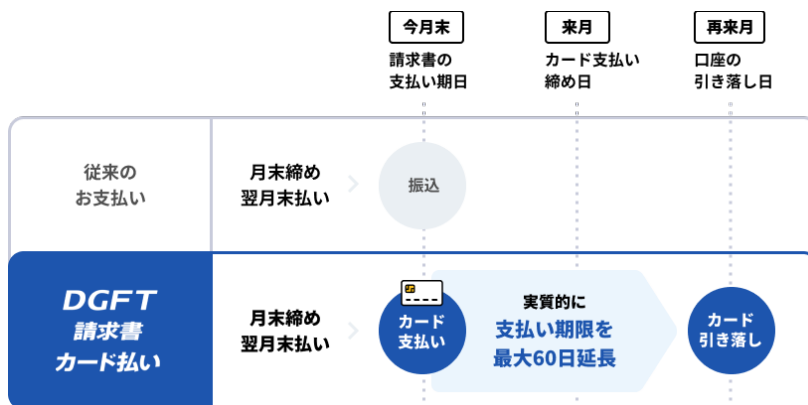 今月末
来月
再来月
請求書の
支払い期日
カード支払い
締め日
口座の
引き落し日
従来の
お支払い
月末締め
翌月末払い
振込
DGFT
請求書
カード払い
月末締め
翌月末払い
カード
支払い
実質的に
支払い期限を
最大60日延長
カード
引き落し